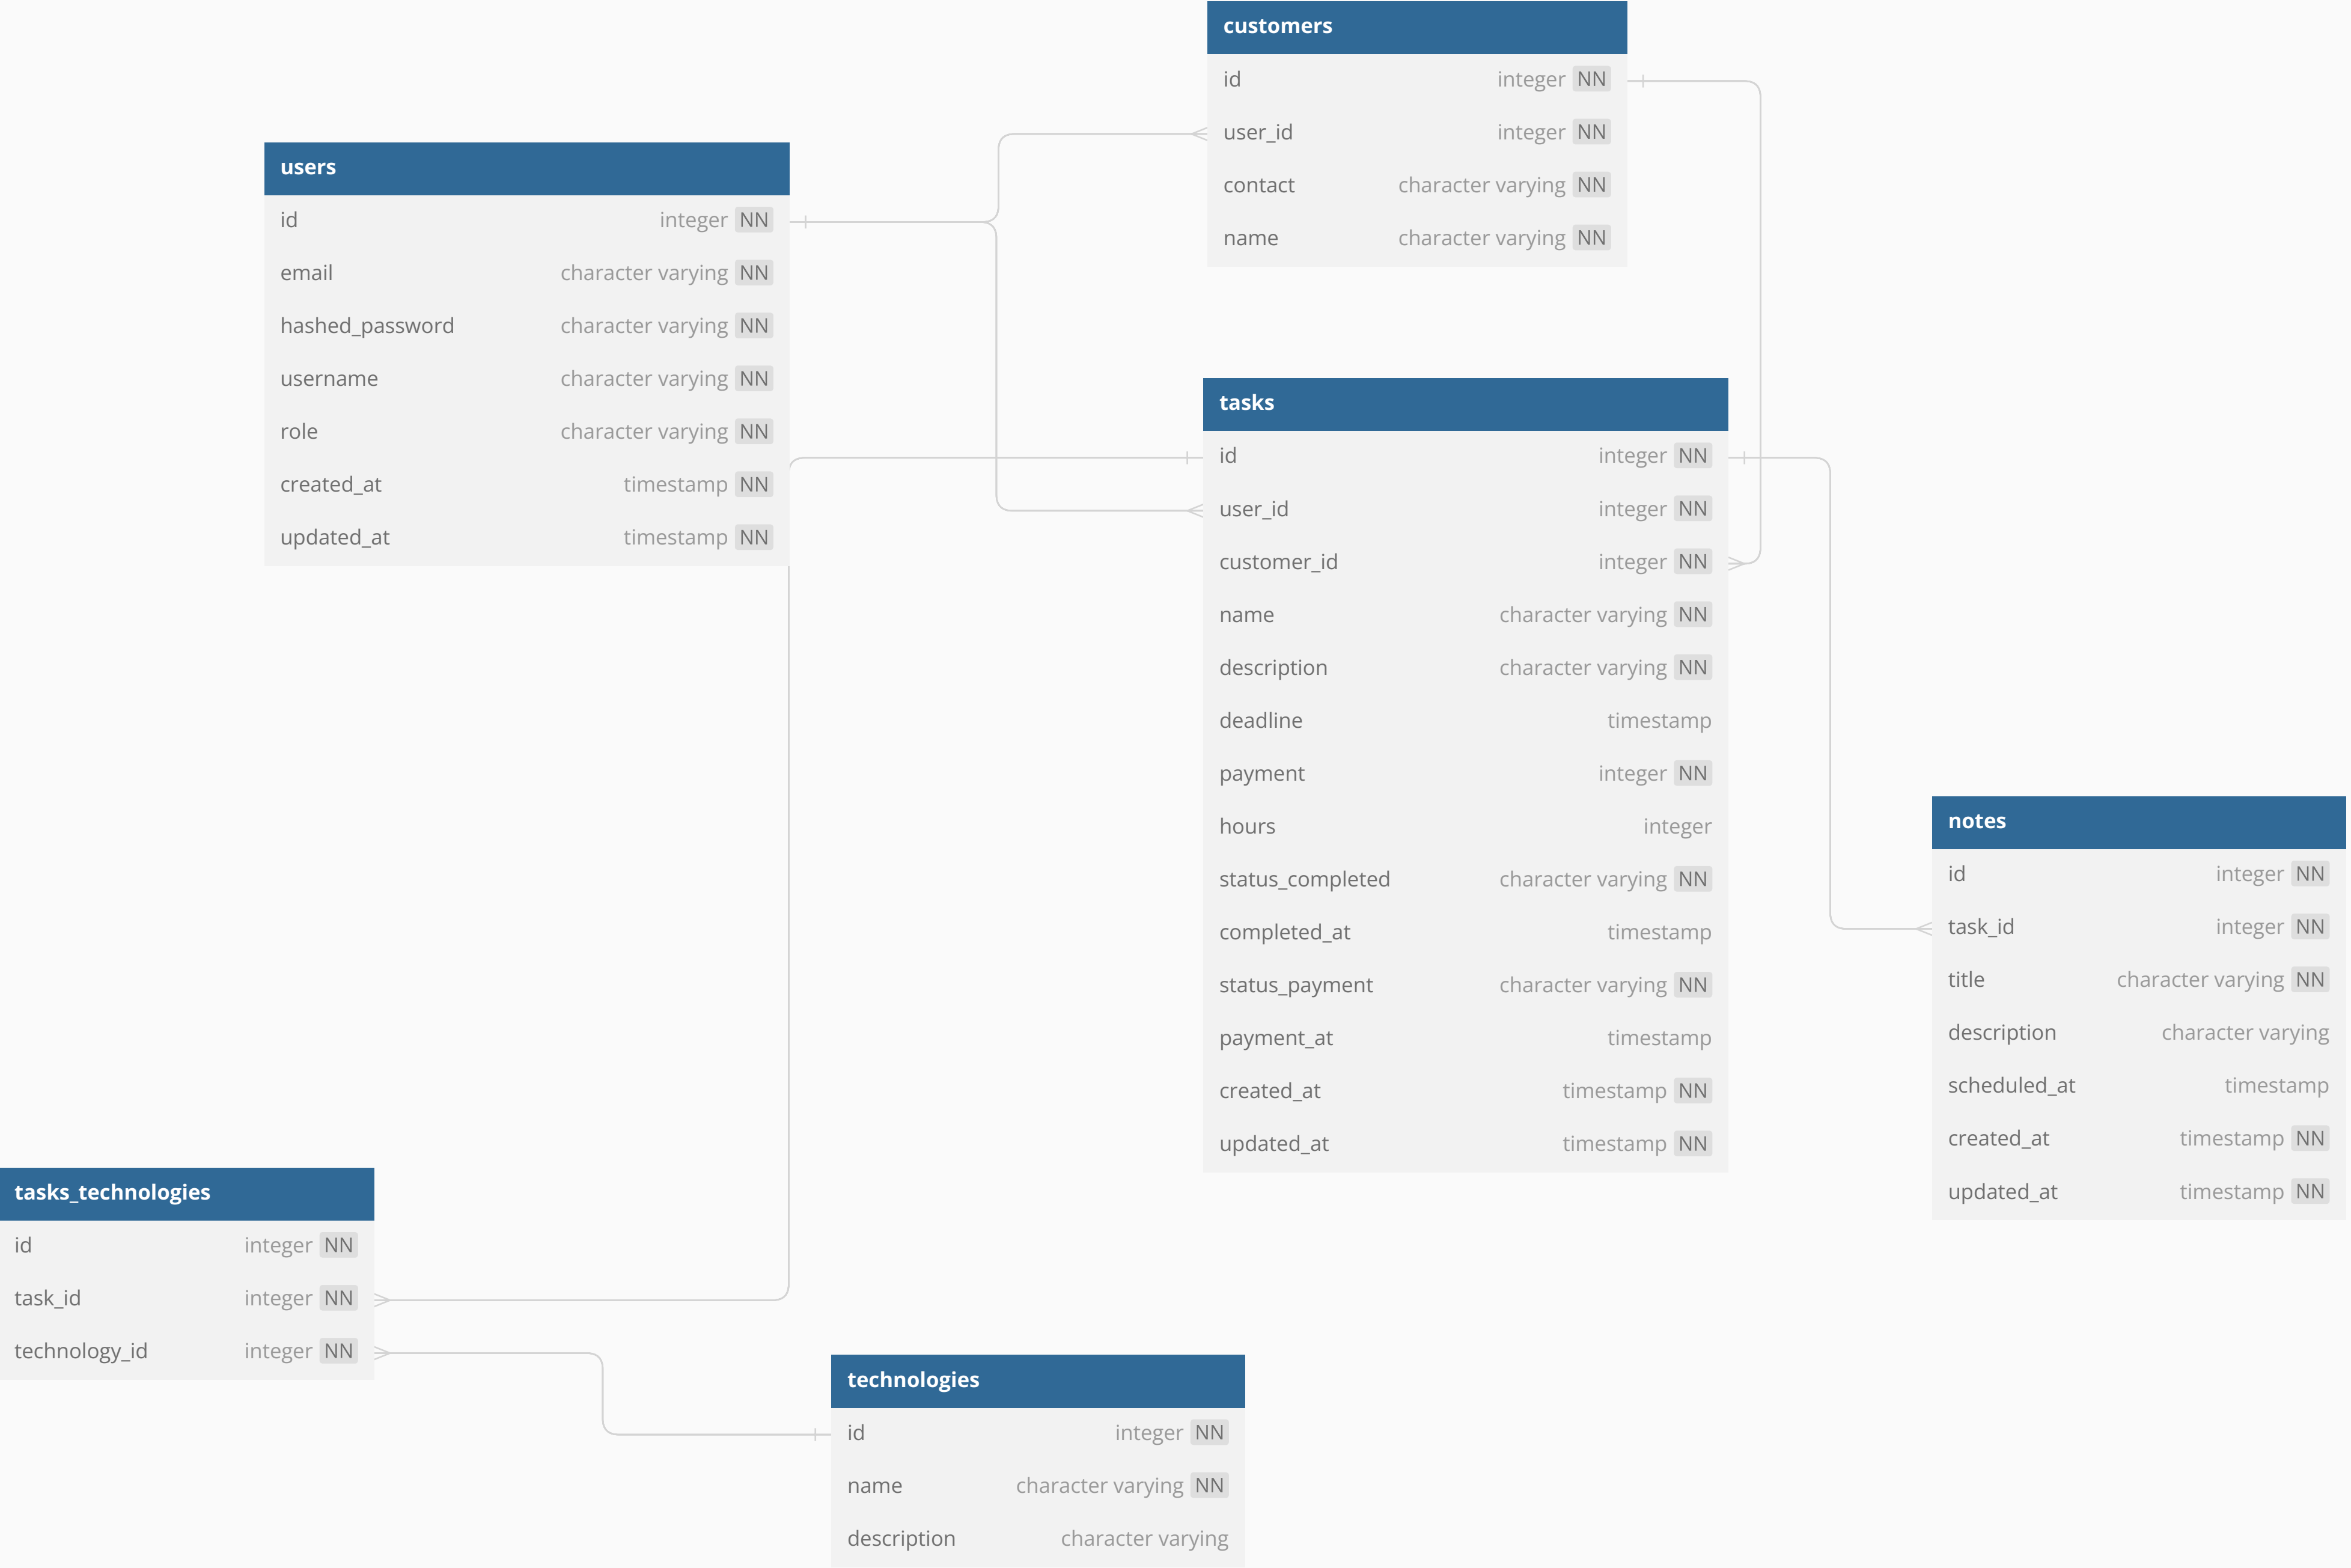 customers
id integer NN
user_id integer NN
contact character varying NN
name character varying NN
users
id integer NN
email character varying NN
hashed_password character varying NN
username character varying NN
role character varying NN
created_at timestamp NN
updated_at timestamp NN
tasks
id integer NN
user_id integer NN
customer_id integer NN
name character varying NN
description character varying NN
deadline timestamp
payment integer NN
hours integer
status_completed character varying NN
completed_at timestamp
status_payment character varying NN
payment_at timestamp
created_at timestamp NN
updated_at timestamp NN
notes
id integer NN
task_id integer NN
title character varying NN
description character varying
scheduled_at timestamp
created_at timestamp NN
updated_at timestamp NN
tasks_technologies
id integer NN
task_id integer NN
technology_id integer NN
technologies
id integer NN
name character varying NN
description character varying